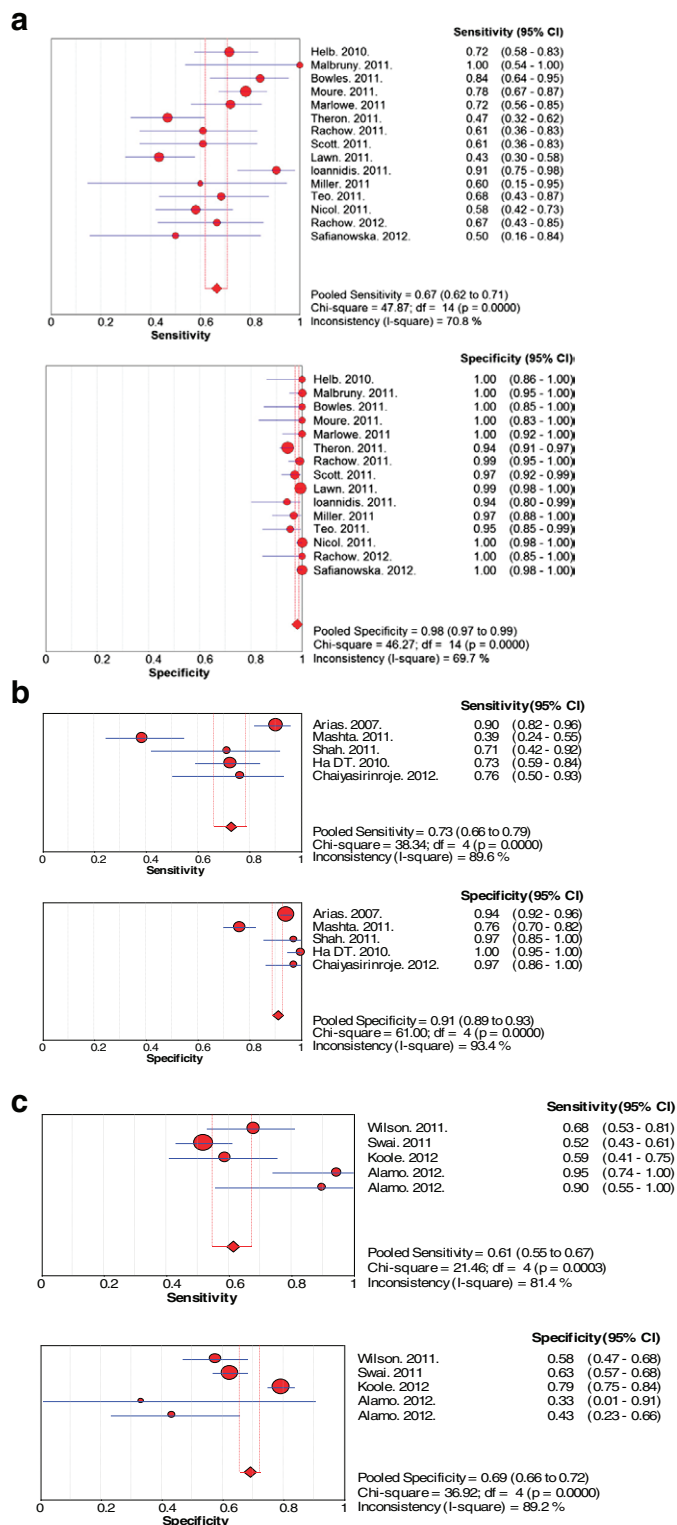 a
Sensitivity (95% CI)
Helb. 2010. 0.72 (0.58 - 0.83)
Malbruny. 2011. 1.00 (0.54 - 1.00)
Bowles. 2011. 0.84 (0.64 - 0.95)
Moure. 2011. 0.78 (0.67 - 0.87)
Marlowe. 2011 0.72 (0.56 - 0.85)
Theron. 2011. 0.47 (0.32 - 0.62)
Rachow. 2011. 0.61 (0.36 - 0.83)
Scott. 2011. 0.61 (0.36 - 0.83)
Lawn. 2011. 0.43 (0.30 - 0.58)
Ioannidis. 2011. 0.91 (0.75 - 0.98)
Miller. 2011 0.60 (0.15 - 0.95)
Teo. 2011. 0.68 (0.43 - 0.87)
Nicol. 2011. 0.58 (0.42 - 0.73)
Rachow. 2012. 0.67 (0.43 - 0.85)
Safianowska. 2012. 0.50 (0.16 - 0.84)
Pooled Sensitivity = 0.67 (0.62 to 0.71)
Chi-square = 47.87; df = 14 (p = 0.0000)
Inconsistency (I-square) = 70.8 %
0 0.2 0.4 0.6 0.8 1
Sensitivity
Specificity (95% CI)
Helb. 2010. 1.00 (0.86 - 1.00)
Malbruny. 2011. 1.00 (0.95 - 1.00)
Bowles. 2011. 1.00 (0.85 - 1.00)
Moure. 2011. 1.00 (0.83 - 1.00)
Marlowe. 2011 1.00 (0.92 - 1.00)
Theron. 2011. 0.94 (0.91 - 0.97)
Rachow. 2011. 0.99 (0.95 - 1.00)
Scott. 2011. 0.97 (0.92 - 0.99)
Lawn. 2011. 0.99 (0.98 - 1.00)
Ioannidis. 2011. 0.94 (0.80 - 0.99)
Miller. 2011 0.97 (0.88 - 1.00)
Teo. 2011. 0.95 (0.85 - 0.99)
Nicol. 2011. 1.00 (0.98 - 1.00)
Rachow. 2012. 1.00 (0.85 - 1.00)
Safianowska. 2012. 1.00 (0.98 - 1.00)
Pooled Specificity = 0.98 (0.97 to 0.99)
Chi-square = 46.27; df = 14 (p = 0.0000)
Inconsistency (I-square) = 69.7 %
0 0.2 0.4 0.6 0.8 1
Specificity
b
Sensitivity(95% CI)
Arias. 2007. 0.90 (0.82 - 0.96)
Mashta. 2011. 0.39 (0.24 - 0.55)
Shah. 2011. 0.71 (0.42 - 0.92)
Ha DT. 2010. 0.73 (0.59 - 0.84)
Chaiyasirinroje. 2012. 0.76 (0.50 - 0.93)
Pooled Sensitivity = 0.73 (0.66 to 0.79)
Chi-square = 38.34; df = 4 (p = 0.0000)
Inconsistency (I-square) = 89.6 %
0 0.2 0.4 0.6 0.8 1
Sensitivity
Specificity(95% CI)
Arias. 2007. 0.94 (0.92 - 0.96)
Mashta. 2011. 0.76 (0.70 - 0.82)
Shah. 2011. 0.97 (0.85 - 1.00)
Ha DT. 2010. 1.00 (0.95 - 1.00)
Chaiyasirinroje. 2012. 0.97 (0.86 - 1.00)
Pooled Specificity = 0.91 (0.89 to 0.93)
Chi-square = 61.00; df = 4 (p = 0.0000)
Inconsistency (I-square) = 93.4 %
0 0.2 0.4 0.6 0.8 1
Specificity
c
Sensitivity(95% CI)
Wilson. 2011. 0.68 (0.53 - 0.81)
Swai. 2011 0.52 (0.43 - 0.61)
Koole. 2012 0.59 (0.41 - 0.75)
Alamo. 2012. 0.95 (0.74 - 1.00)
Alamo. 2012. 0.90 (0.55 - 1.00)
Pooled Sensitivity = 0.61 (0.55 to 0.67)
Chi-square = 21.46; df = 4 (p = 0.0003)
Inconsistency (I-square) = 81.4 %
0 0.2 0.4 0.6 0.8 1
Sensitivity
Specificity(95% CI)
Wilson. 2011. 0.58 (0.47 - 0.68)
Swai. 2011 0.63 (0.57 - 0.68)
Koole. 2012 0.79 (0.75 - 0.84)
Alamo. 2012. 0.33 (0.01 - 0.91)
Alamo. 2012. 0.43 (0.23 - 0.66)
Pooled Specificity = 0.69 (0.66 to 0.72)
Chi-square = 36.92; df = 4 (p = 0.0000)
Inconsistency (I-square) = 89.2 %
0 0.2 0.4 0.6 0.8 1
Specificity